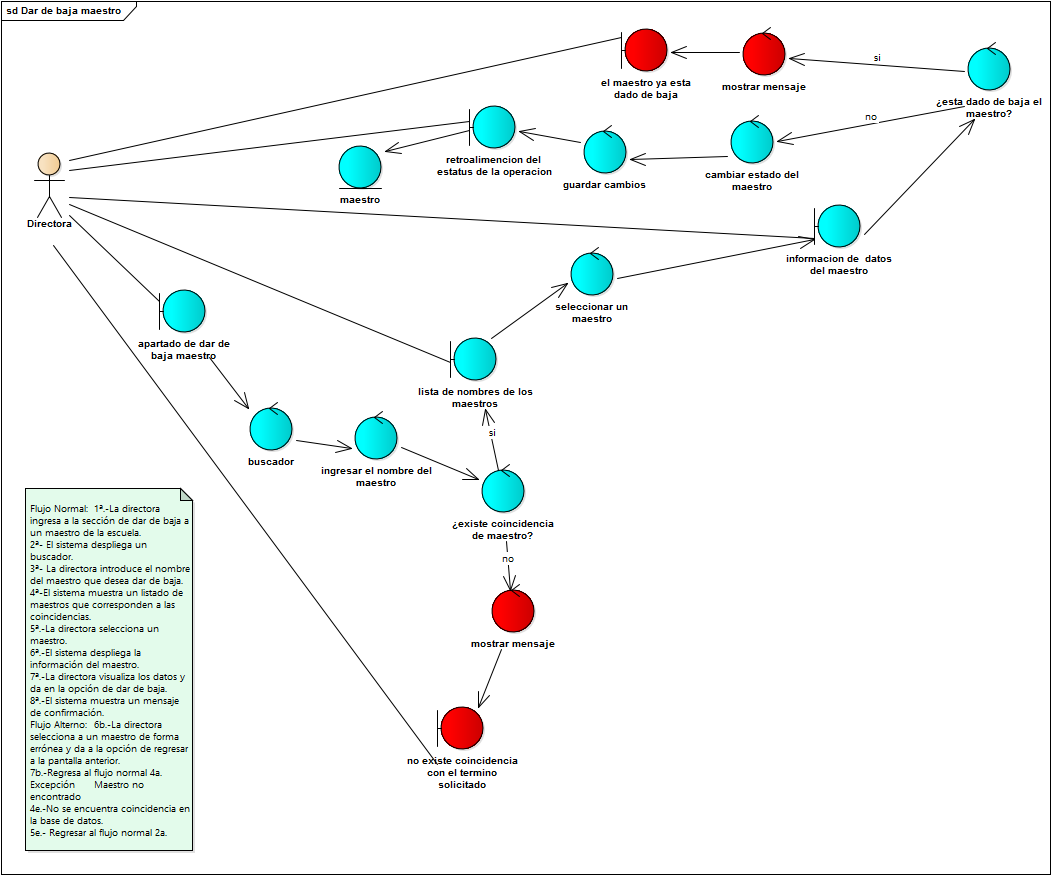 sd Dar de baja maestro
el maestro ya esta
dado de baja
mostrar mensaje
si
¿esta dado de baja el
maestro?
no
retroalimencion del
estatus de la operacion
guardar cambios
cambiar estado del
maestro
maestro
Directora
informacion de  datos
del maestro
seleccionar un
maestro
apartado de dar de
baja maestro
lista de nombres de los
maestros
si
buscador
ingresar el nombre del
maestro
¿existe coincidencia
de maestro?
no
mostrar mensaje
no existe coincidencia
con el termino
solicitado
Flujo Normal:  1ª.-La directora
ingresa a la sección de dar de baja a
un maestro de la escuela.
2ª- El sistema despliega un
buscador.
3ª- La directora introduce el nombre
del maestro que desea dar de baja.
4ª-El sistema muestra un listado de
maestros que corresponden a las
coincidencias.
5ª.-La directora selecciona un
maestro.
6ª.-El sistema despliega la
información del maestro.
7ª.-La directora visualiza los datos y
da en la opción de dar de baja.
8ª.-El sistema muestra un mensaje
de confirmación.
Flujo Alterno:  6b.-La directora
selecciona a un maestro de forma
errónea y da a la opción de regresar
a la pantalla anterior.
7b.-Regresa al flujo normal 4a.
Excepción      Maestro no
encontrado
4e.-No se encuentra coincidencia en
la base de datos.
5e.- Regresar al flujo normal 2a.